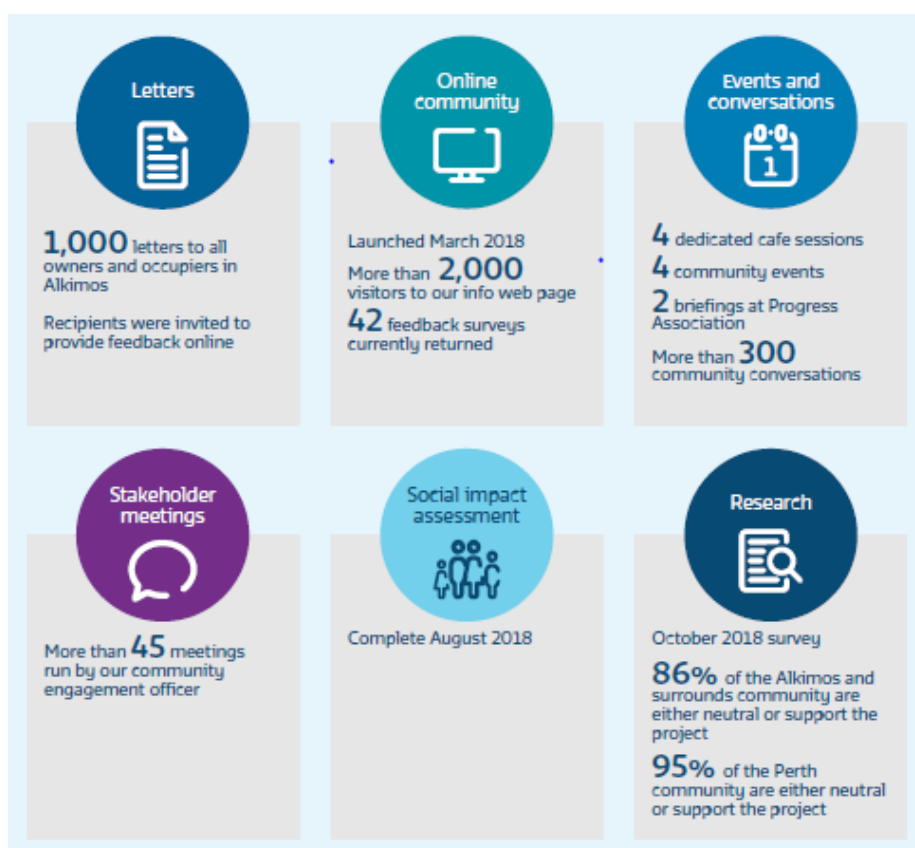 Letters
1,000 letters to all
owners and occupiers in
Alkimos
Recipients were invited to
provide feedback online
Online
community
Launched March 2018
More than 2,000
visitors to our info web page
42 feedback surveys
currently returned
Events and
conversations
1
4 dedicated cafe sessions
4 community events
2 briefings at Progress
Association
More than 300
community conversations
Stakeholder
meetings
More than 45 meetings
run by our community
engagement officer
Social impact
assessment
Complete August 2018
Research
October 2018 survey
86% of the Alkimos and
surrounds community are
either neutral or support the
project
95% of the Perth
community are either neutral
or support the project